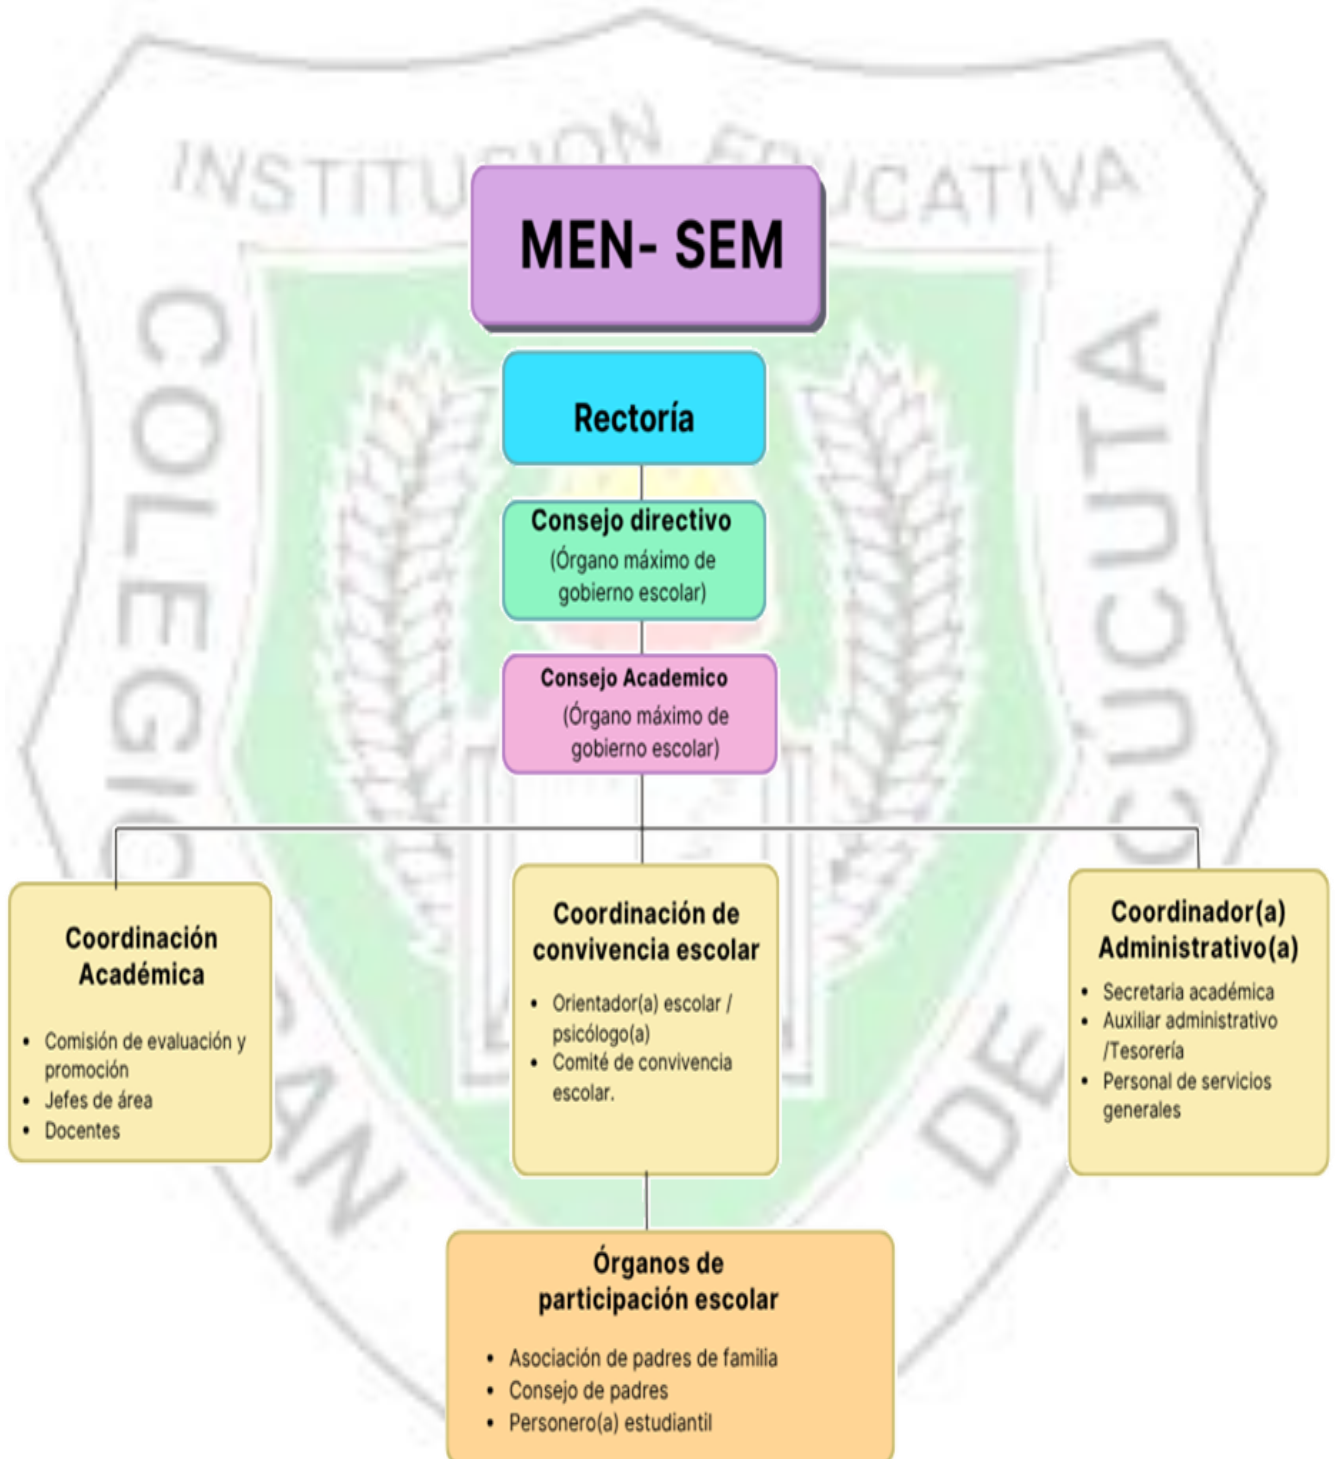 INSTITUCION EDUCATIVA
COLEGIO SAN
DE CÚCUTA
MEN- SEM
Rectoría
Consejo directivo
(Órgano máximo de
gobierno escolar)
Consejo Academico
(Órgano máximo de
gobierno escolar)
Coordinación
Académica
• Comisión de evaluación y
promoción
• Jefes de área
• Docentes
Coordinación de
convivencia escolar
• Orientador(a) escolar /
psicólogo(a)
• Comité de convivencia
escolar.
Coordinador(a)
Administrativo(a)
• Secretaria académica
• Auxiliar administrativo
/Tesorería
• Personal de servicios
generales
Órganos de
participación escolar
• Asociación de padres de familia
• Consejo de padres
• Personero(a) estudiantil